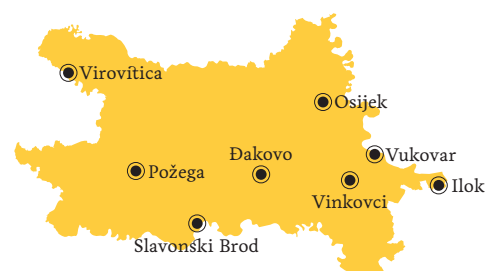 Virovitica
Osijek
Đakovo
Vukovar
Požega
Ilok
Vinkovci
Slavonski Brod